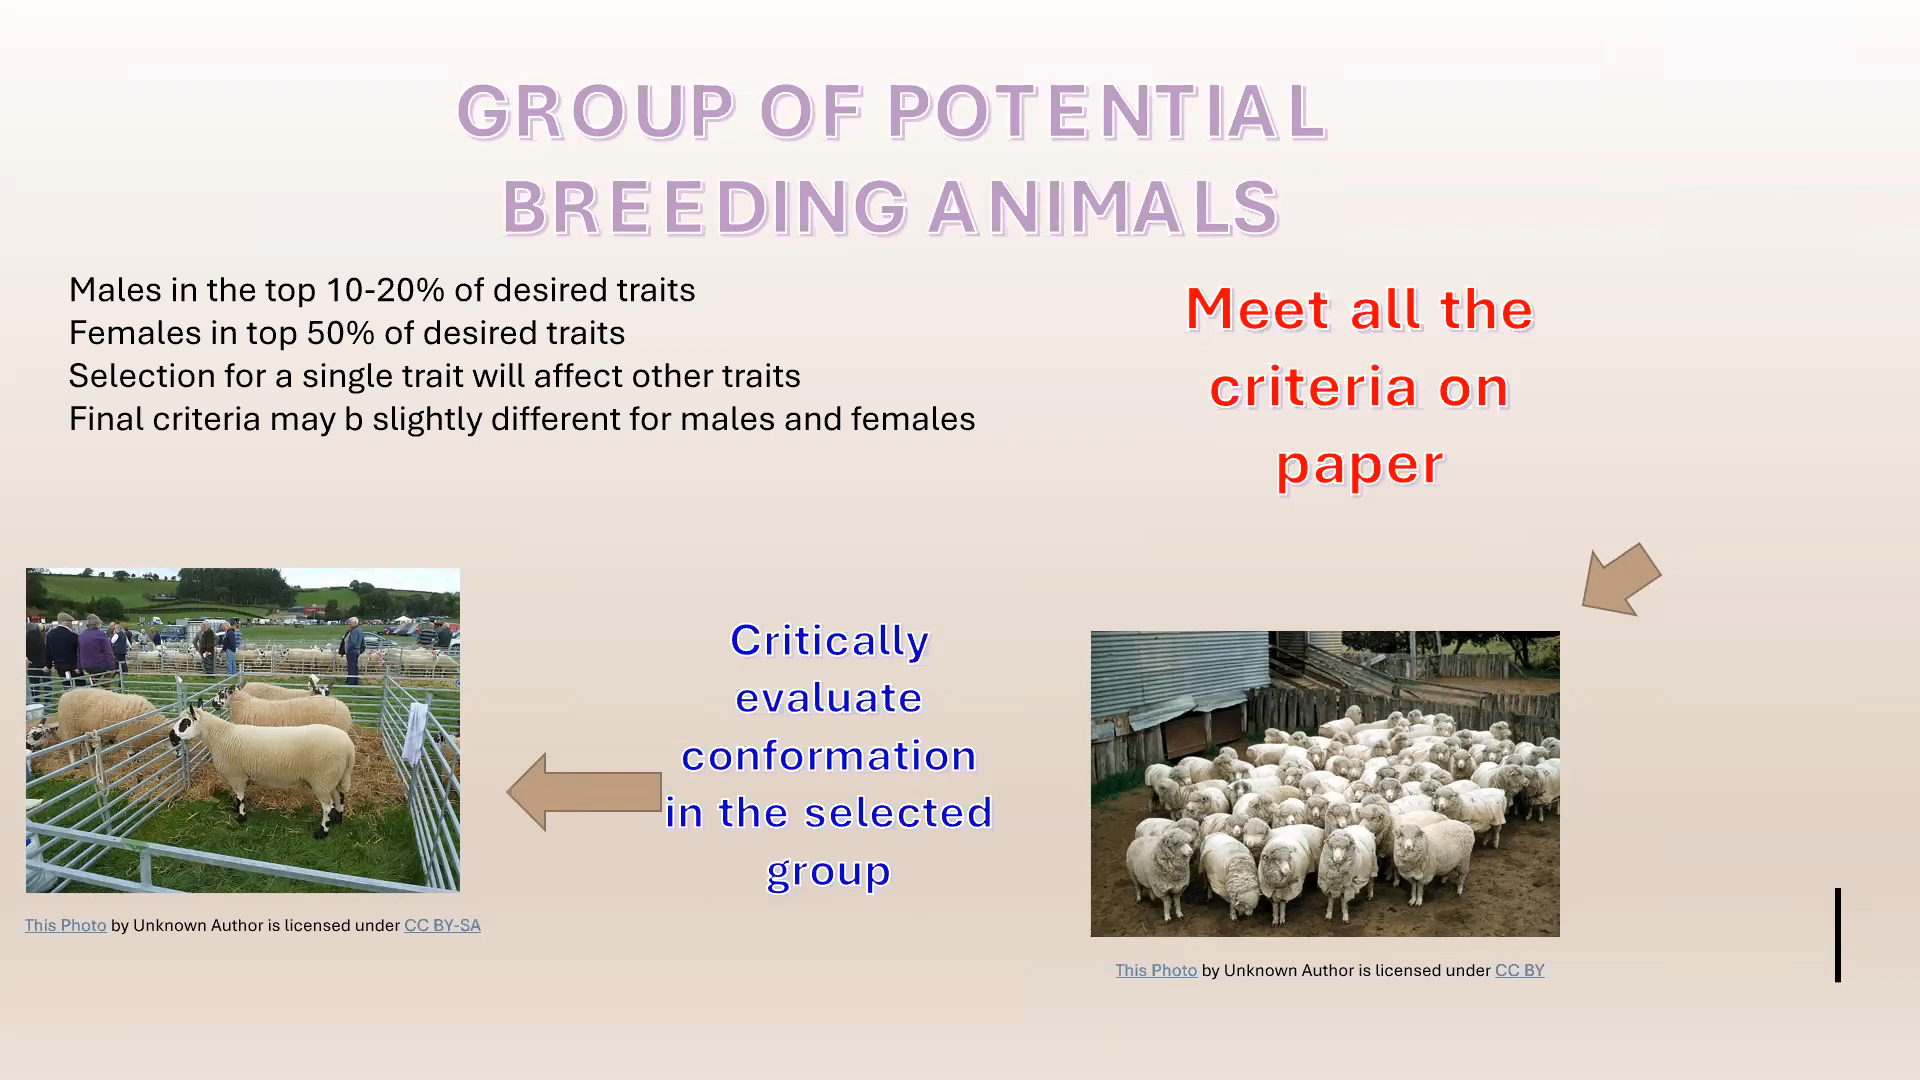 GROUP OF POTENTIAL
BREEDING ANIMALS
Males in the top 10-20% of desired traits
Females in top 50% of desired traits
Selection for a single trait will affect other traits
Final criteria may b slightly different for males and females
Meet all the
criteria on
paper
Critically
evaluate
conformation
in the selected
group
This Photo by Unknown Author is licensed under CC BY-SA
This Photo by Unknown Author is licensed under CC BY